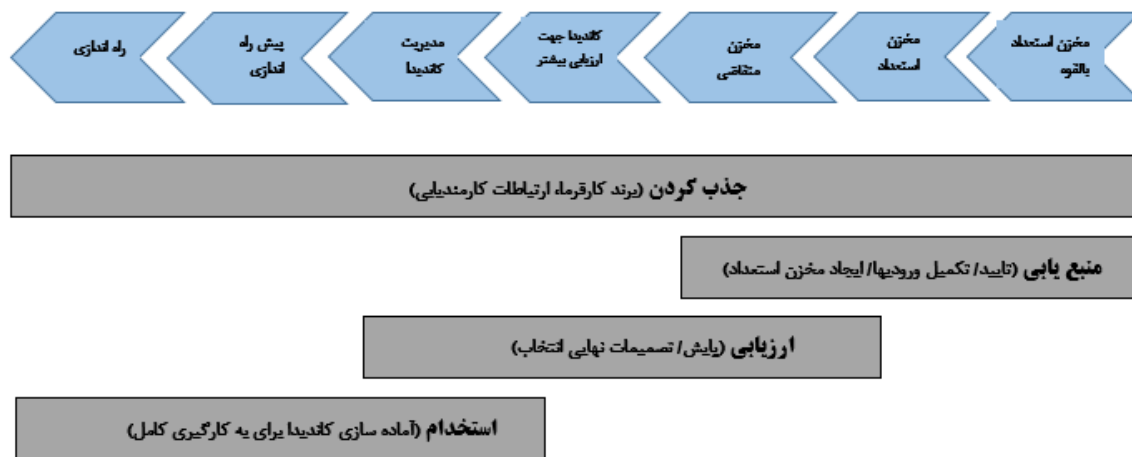 مخزن استعداد
بالقوه
مخزن
استعداد
مخزن
متقاضی
کاندیدا جهت
ارزیابی بیشتر
مدیریت
کاندیدا
پیش راه
اندازی
راه اندازی
جذب کردن (برند کارفرما، ارتباطات کارمندیابی)
منبع یابی (تایید/ تکمیل ورودیها/ ایجاد مخزن استعداد)
ارزیابی (پایش/ تصمیمات نهایی انتخاب)
استخدام (آماده سازی کاندیدا برای به کارگیری کامل)